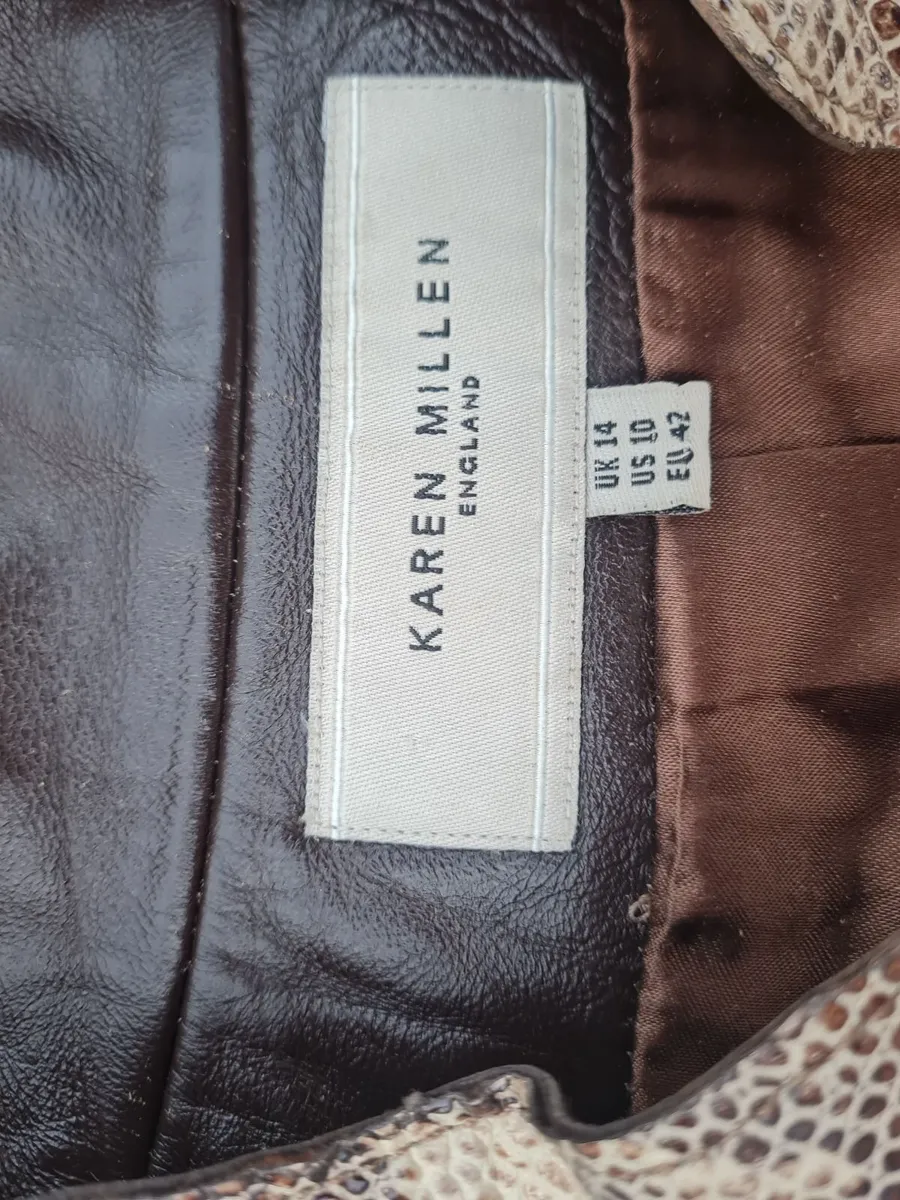 KAREN MILLEN
ENGLAND
UK 14
US 10
EU 42